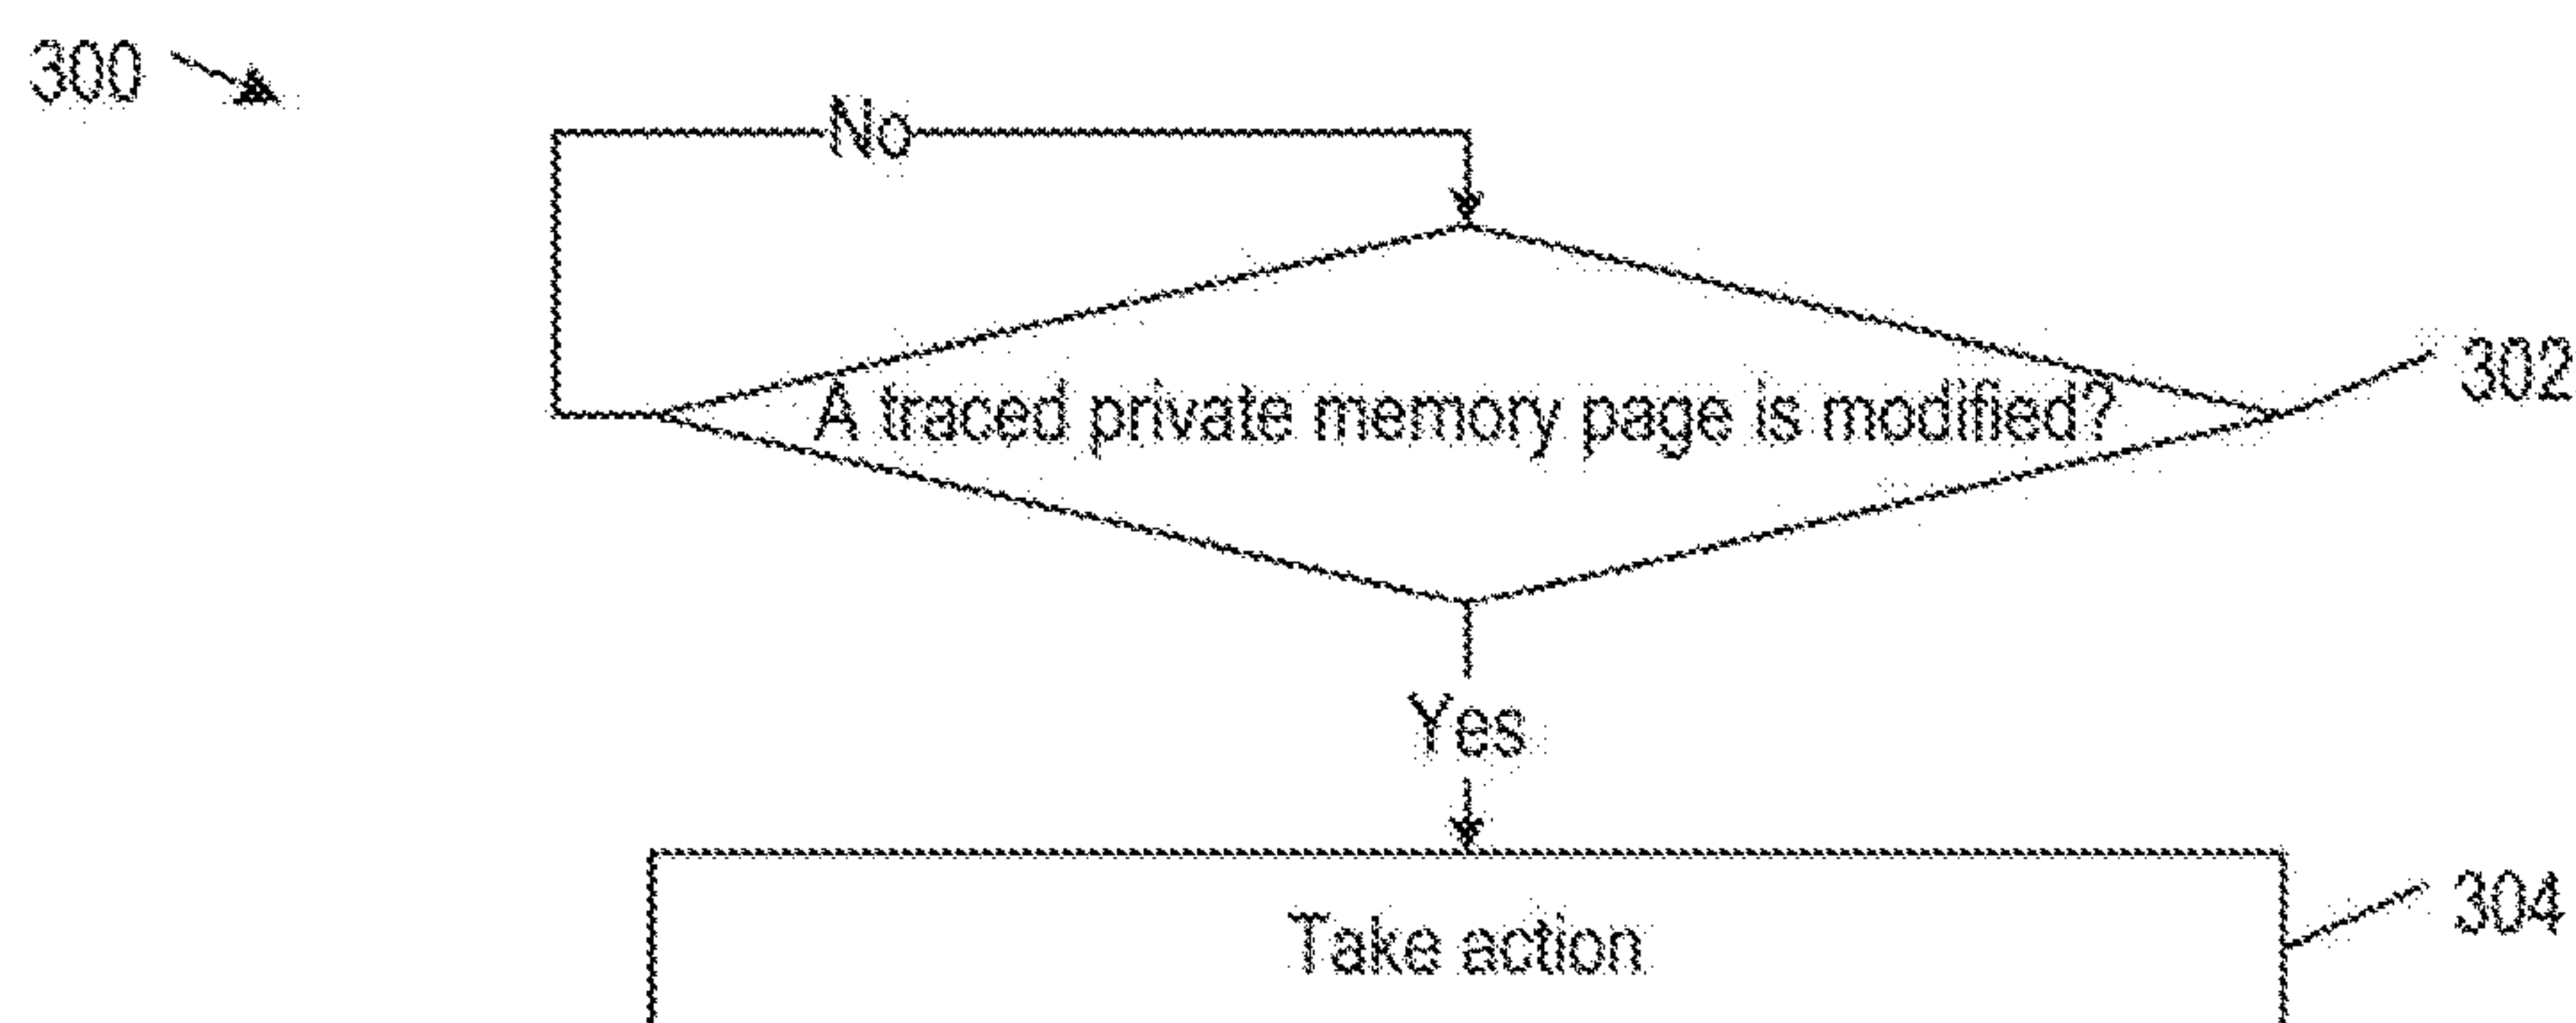 300
No
A traced private memory page is modified?
302
Yes
Take action
304